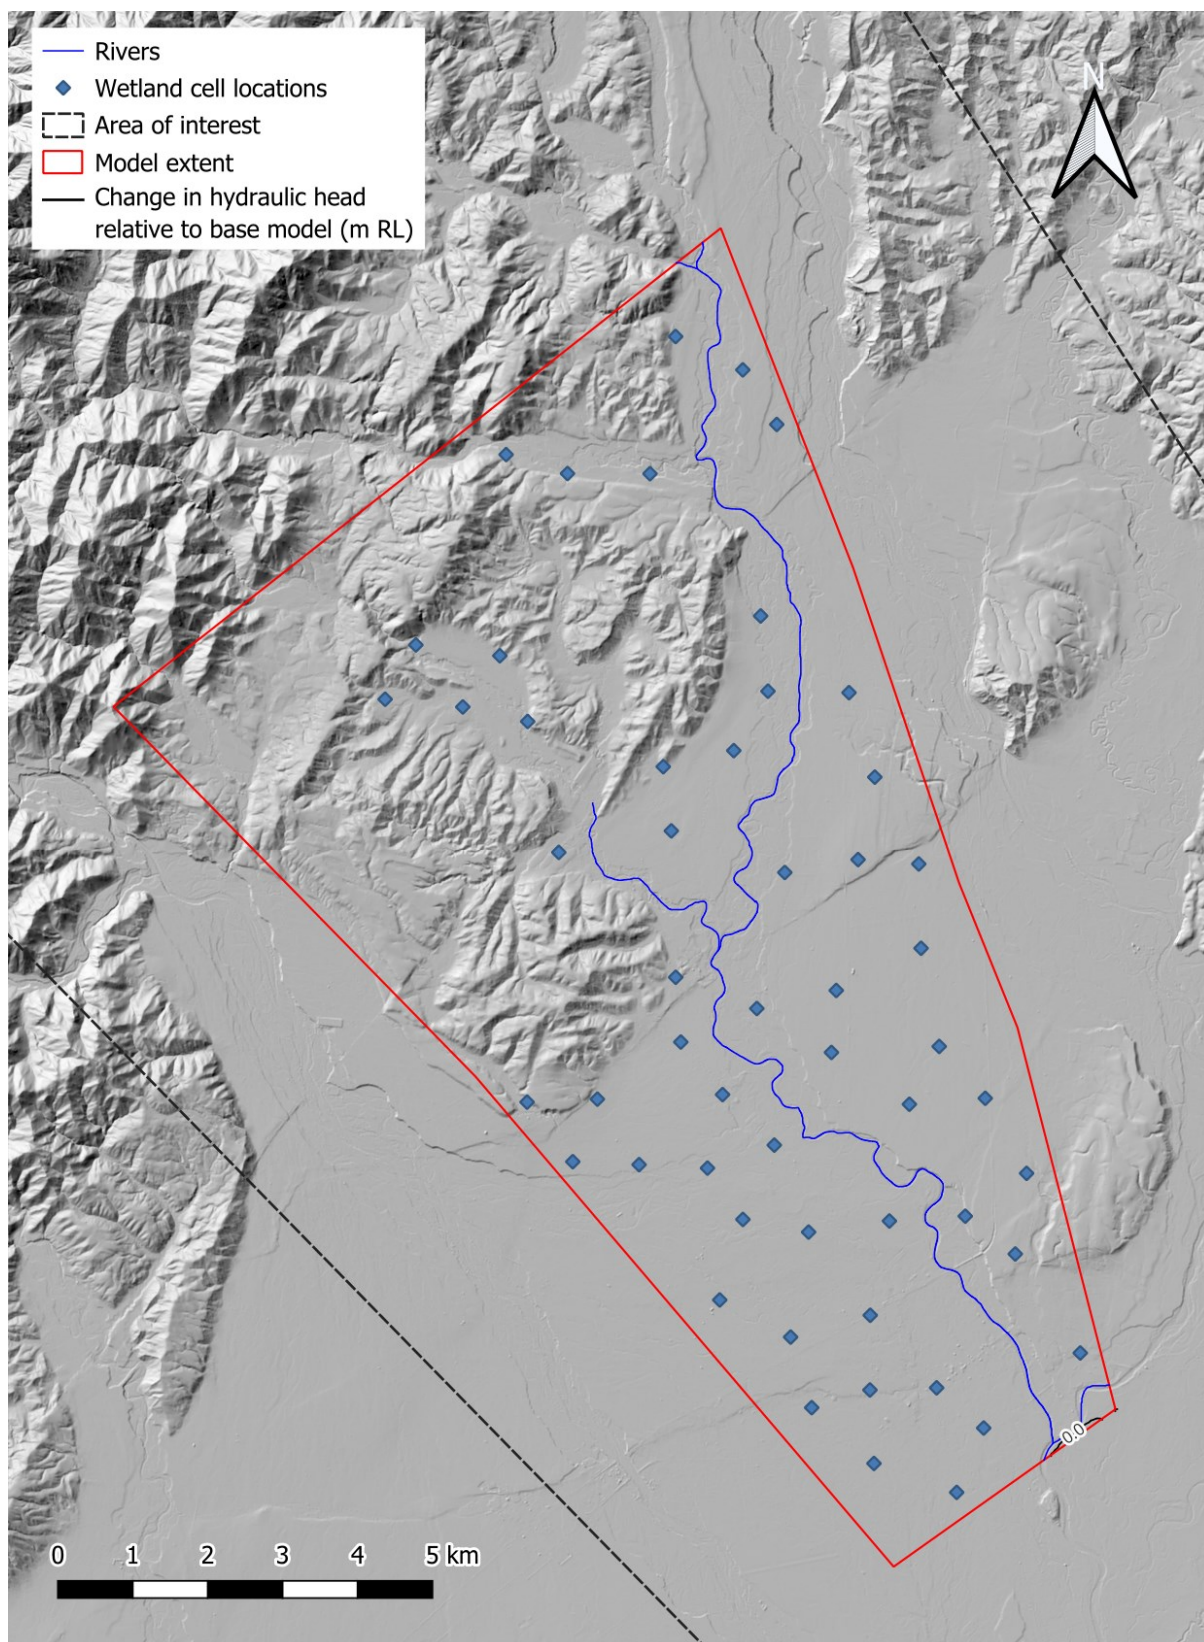 Rivers
Wetland cell locations
Area of interest
Model extent
Change in hydraulic head
relative to base model (m RL)
N
0.0
0 1 2 3 4 5 km